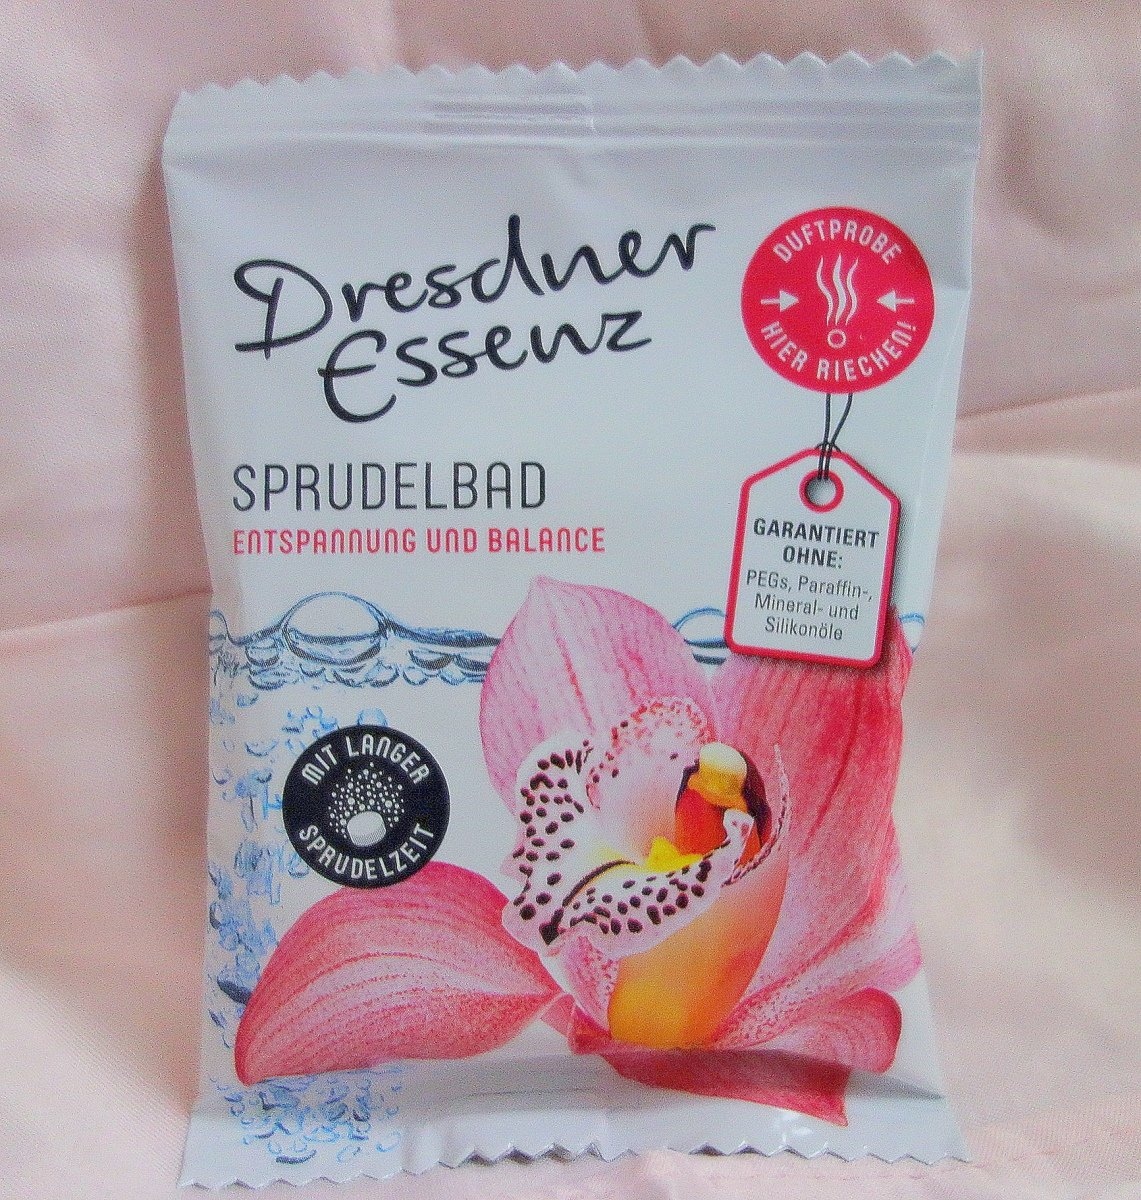 Dresdner
Essenz
DUFTPROBE
HIER RIECHEN!
SPRUDELBAD
ENTSPANNUNG UND BALANCE
GARANTIERT
OHNE:
PEGs, Paraffin-,
Mineral- und
Silikonöle
MIT LANGER
SPRUDELZEIT